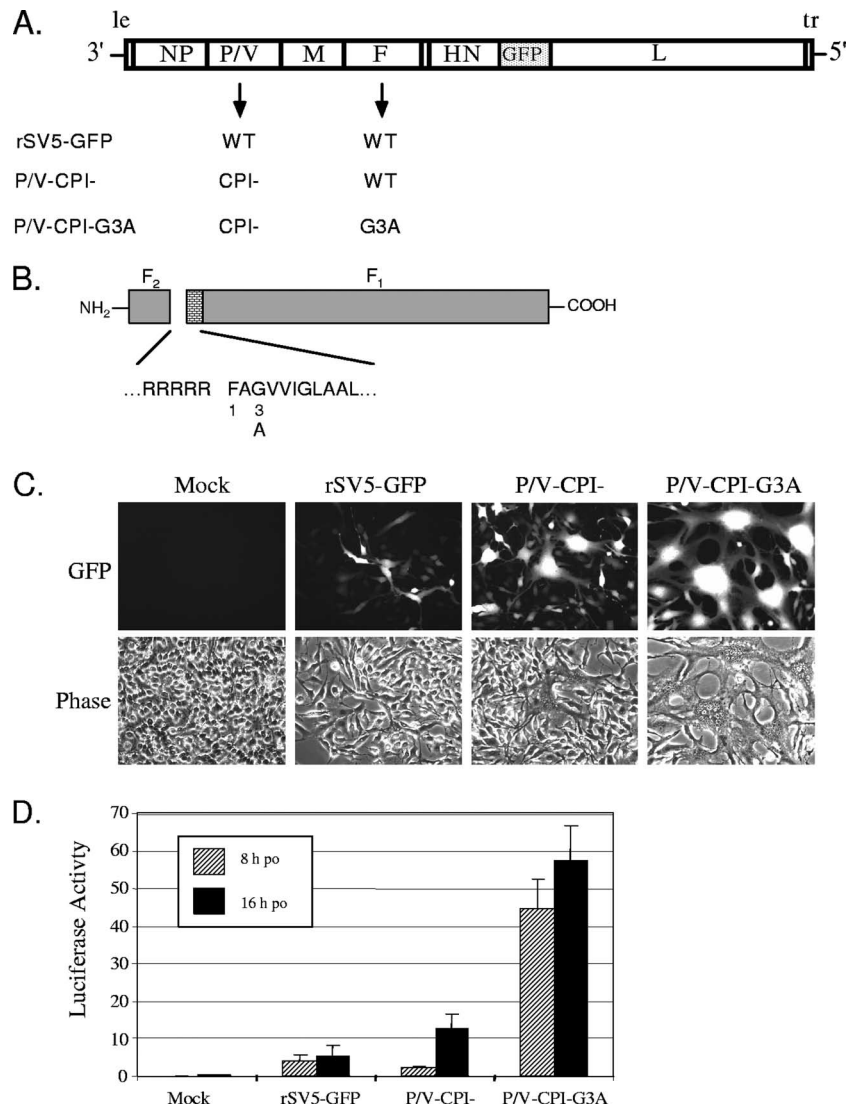 A.
le
tr
3'
NP
P/V
M
F
HN
GFP
L
5'
rSV5-GFP WT WT
P/V-CPI- CPI- WT
P/V-CPI-G3A CPI- G3A
B.
F2
F1
NH2
COOH
...RRRRR FAGVVIGLAAL...
1 3
A
C.
Mock rSV5-GFP P/V-CPI- P/V-CPI-G3A
GFP
Phase
D.
Luciferase Activty
70
60
50
40
30
20
10
0
8 h po
16 h po
Mock rSV5-GFP P/V-CPI- P/V-CPI-G3A